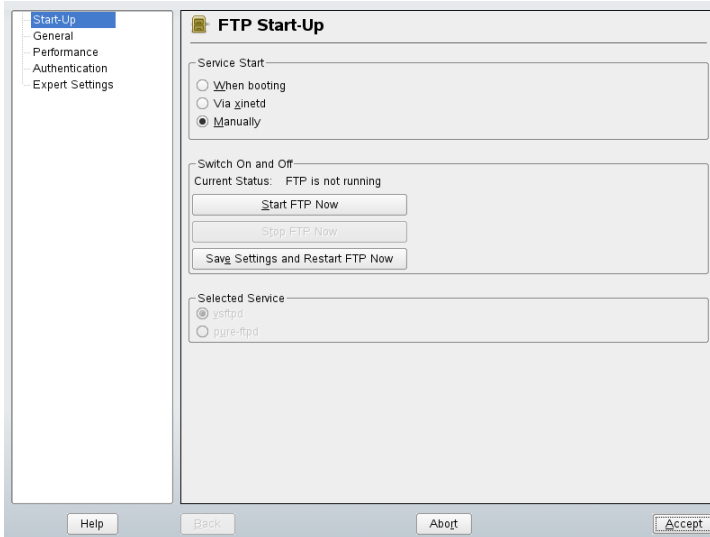 Start-Up
General
Performance
Authentication
Expert Settings
FTP Start-Up
Service Start
When booting
Via xinetd
Manually
Switch On and Off
Current Status: FTP is not running
Start FTP Now
Stop FTP Now
Save Settings and Restart FTP Now
Selected Service
vsftpd
pure-ftpd
Help
Back
Abort
Accept